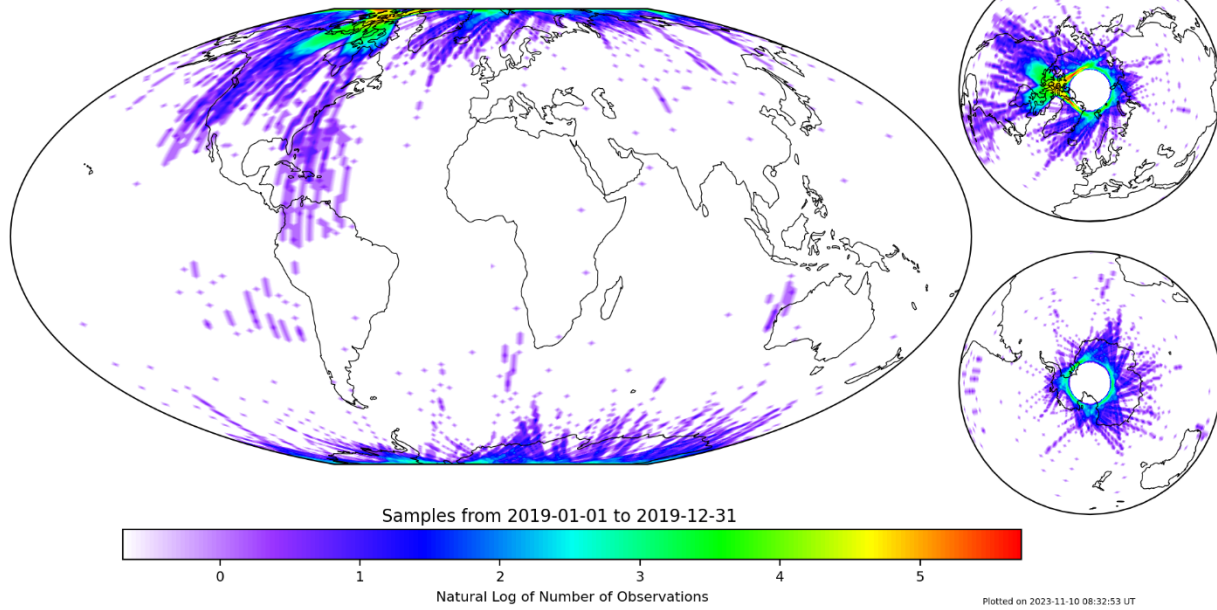 Samples from 2019-01-01 to 2019-12-31
0 1 2 3 4 5
Natural Log of Number of Observations
Plotted on 2023-11-10 08:32:53 UT